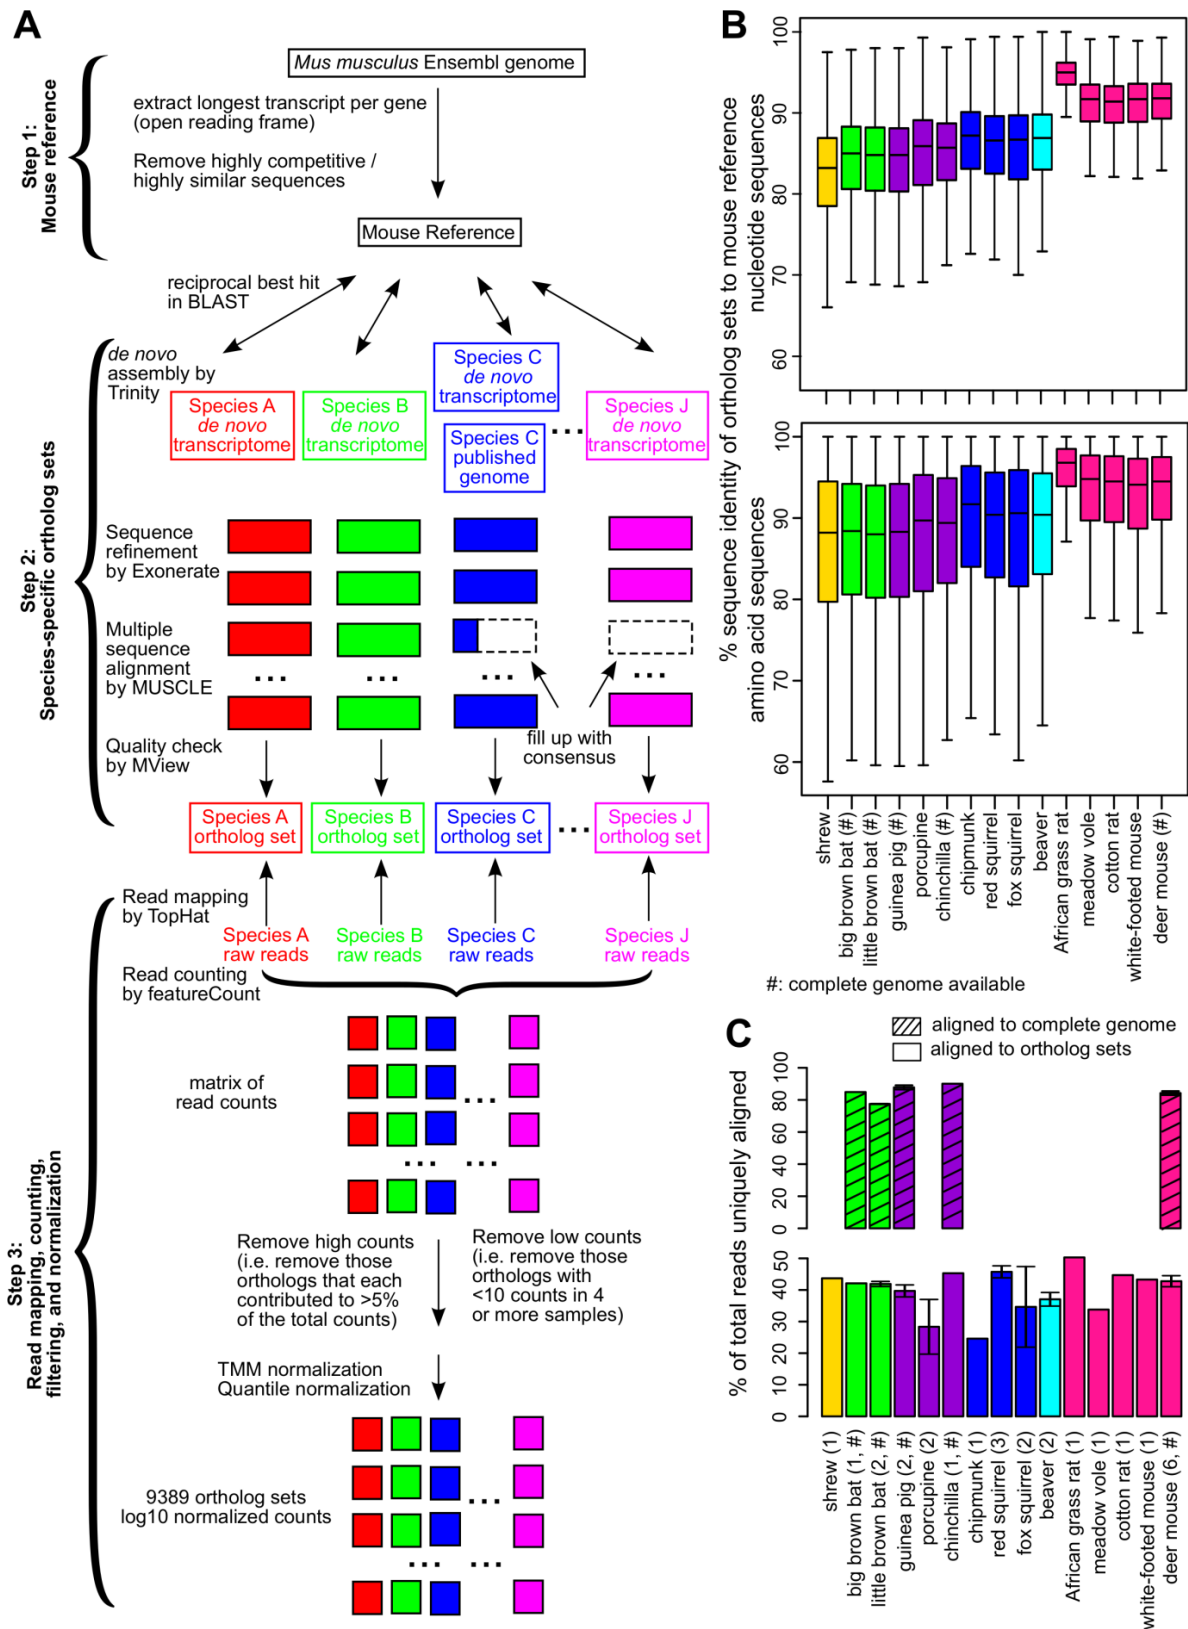 A
Mus musculus Ensembl genome
Step 1:
Mouse reference
extract longest transcript per gene
(open reading frame)
Remove highly competitive /
highly similar sequences
Mouse Reference
reciprocal best hit
in BLAST
Step 2:
Species-specific ortholog sets
de novo
assembly by
Trinity
Species A
de novo
transcriptome
Species B
de novo
transcriptome
Species C
de novo
transcriptome
Species C
published
genome
...
Species J
de novo
transcriptome
Sequence
refinement
by Exonerate
Multiple
sequence
alignment
by MUSCLE
...
...
...
...
Quality check
by MView
fill up with
consensus
Species A
ortholog set
Species B
ortholog set
Species C
ortholog set
...
Species J
ortholog set
Step 3:
Read mapping, counting,
filtering, and normalization
Read mapping
by TopHat
Species A
raw reads
Species B
raw reads
Species C
raw reads
Species J
raw reads
Read counting
by featureCount
matrix of
read counts
...
...
...
Remove high counts
(i.e. remove those
orthologs that each
contributed to >5%
of the total counts)
Remove low counts
(i.e. remove those
orthologs with
<10 counts in 4
or more samples)
TMM normalization
Quantile normalization
9389 ortholog sets
log10 normalized counts
...
...
...
B
% sequence identity of ortholog sets to mouse reference
nucleotide sequences
amino acid sequences
100
90
80
70
60
100
90
80
70
60
shrew
big brown bat (#)
little brown bat (#)
guinea pig (#)
porcupine
chinchilla (#)
chipmunk
red squirrel
fox squirrel
beaver
African grass rat
meadow vole
cotton rat
white-footed mouse
deer mouse (#)
#: complete genome available
C
aligned to complete genome
aligned to ortholog sets
% of total reads uniquely aligned
100
80
60
40
20
0
50
40
30
20
10
0
shrew (1)
big brown bat (1, #)
little brown bat (2, #)
guinea pig (2, #)
porcupine (2)
chinchilla (1, #)
chipmunk (1)
red squirrel (3)
fox squirrel (2)
beaver (2)
African grass rat (1)
meadow vole (1)
cotton rat (1)
white-footed mouse (1)
deer mouse (6, #)